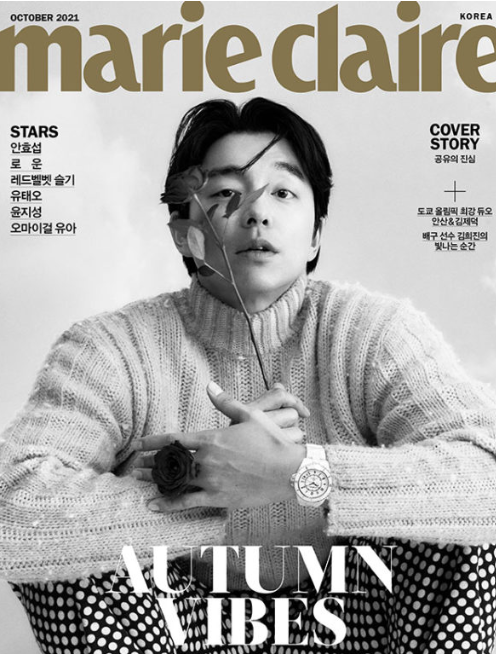 OCTOBER 2021
KOREA
marie claire
STARS
안효섭
로 운
레드벨벳 슬기
유태오
윤지성
오마이걸 유아
COVER
STORY
공유의 진심
+
도쿄 올림픽 최강 듀오
안산&김제덕
배구 선수 김희진의
빛나는 순간
AUTUMN
VIBES